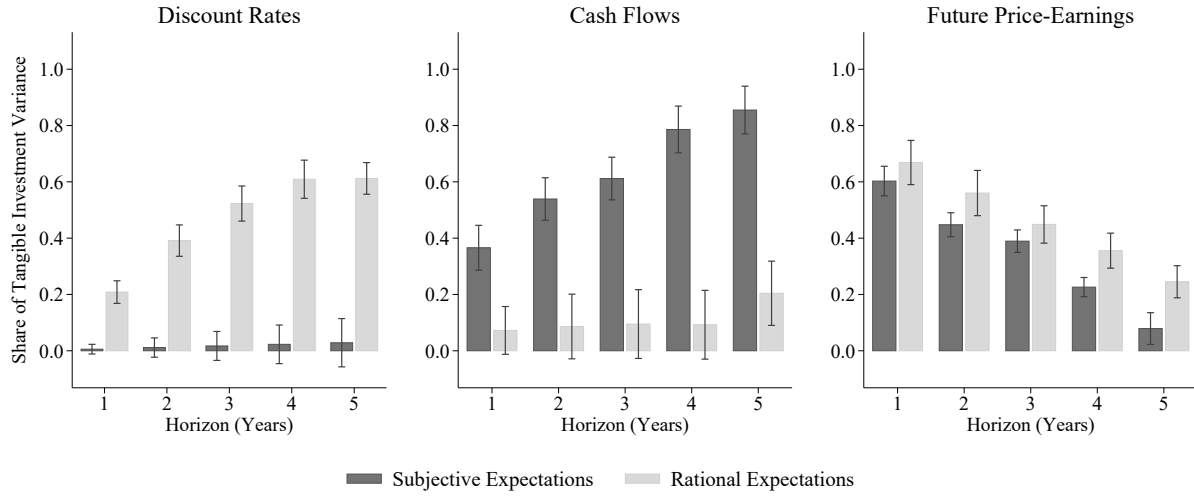 Discount Rates
Cash Flows
Future Price-Earnings
Share of Tangible Investment Variance
1.0
0.8
0.6
0.4
0.2
0.0
1 2 3 4 5
Horizon (Years)
1.0
0.8
0.6
0.4
0.2
0.0
1 2 3 4 5
Horizon (Years)
1.0
0.8
0.6
0.4
0.2
0.0
1 2 3 4 5
Horizon (Years)
Subjective Expectations
Rational Expectations